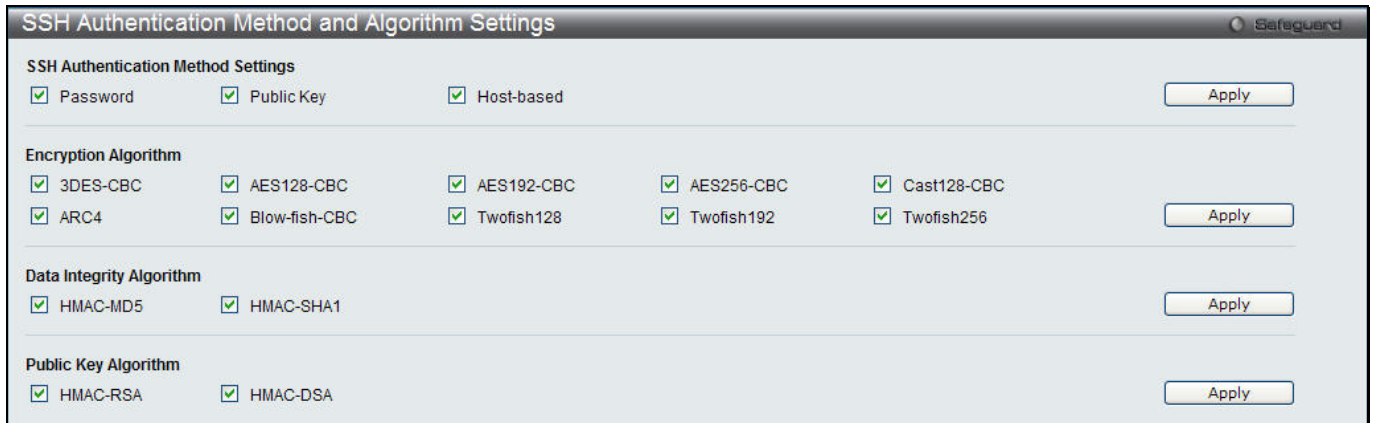 SSH Authentication Method and Algorithm Settings Safeguard
SSH Authentication Method Settings
Password Public Key Host-based Apply
Encryption Algorithm
3DES-CBC AES128-CBC AES192-CBC AES256-CBC Cast128-CBC
ARC4 Blow-fish-CBC Twofish128 Twofish192 Twofish256 Apply
Data Integrity Algorithm
HMAC-MD5 HMAC-SHA1 Apply
Public Key Algorithm
HMAC-RSA HMAC-DSA Apply